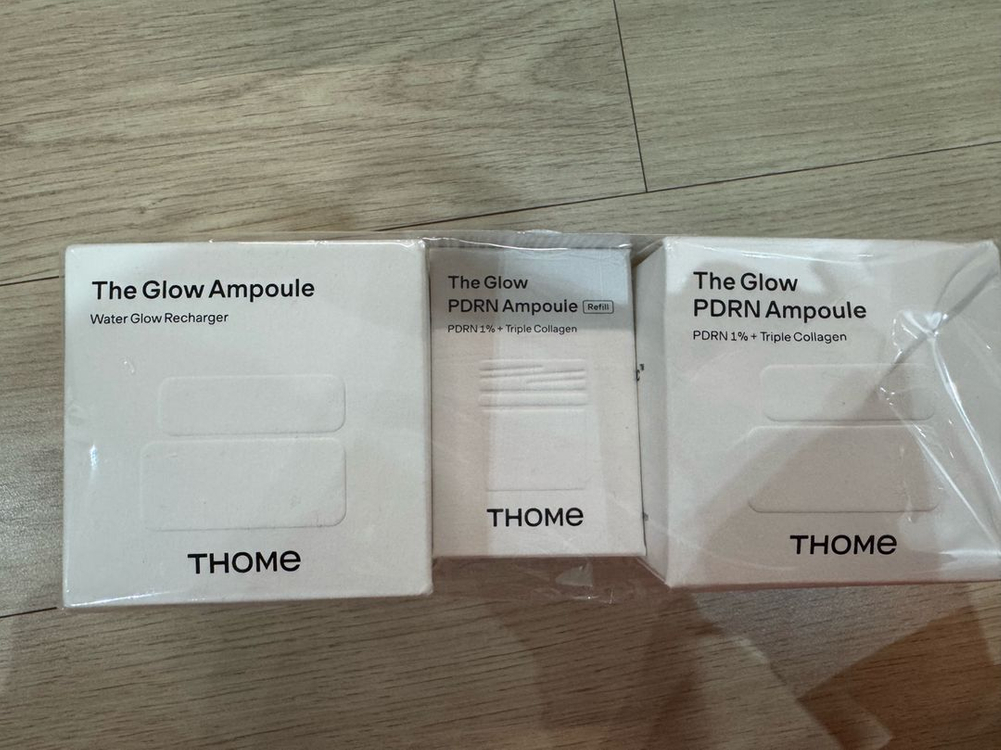 The Glow Ampoule
Water Glow Recharger
THOME
The Glow
PDRN Ampoule Refill
PDRN 1% + Triple Collagen
THOME
The Glow
PDRN Ampoule
PDRN 1% + Triple Collagen
THOME